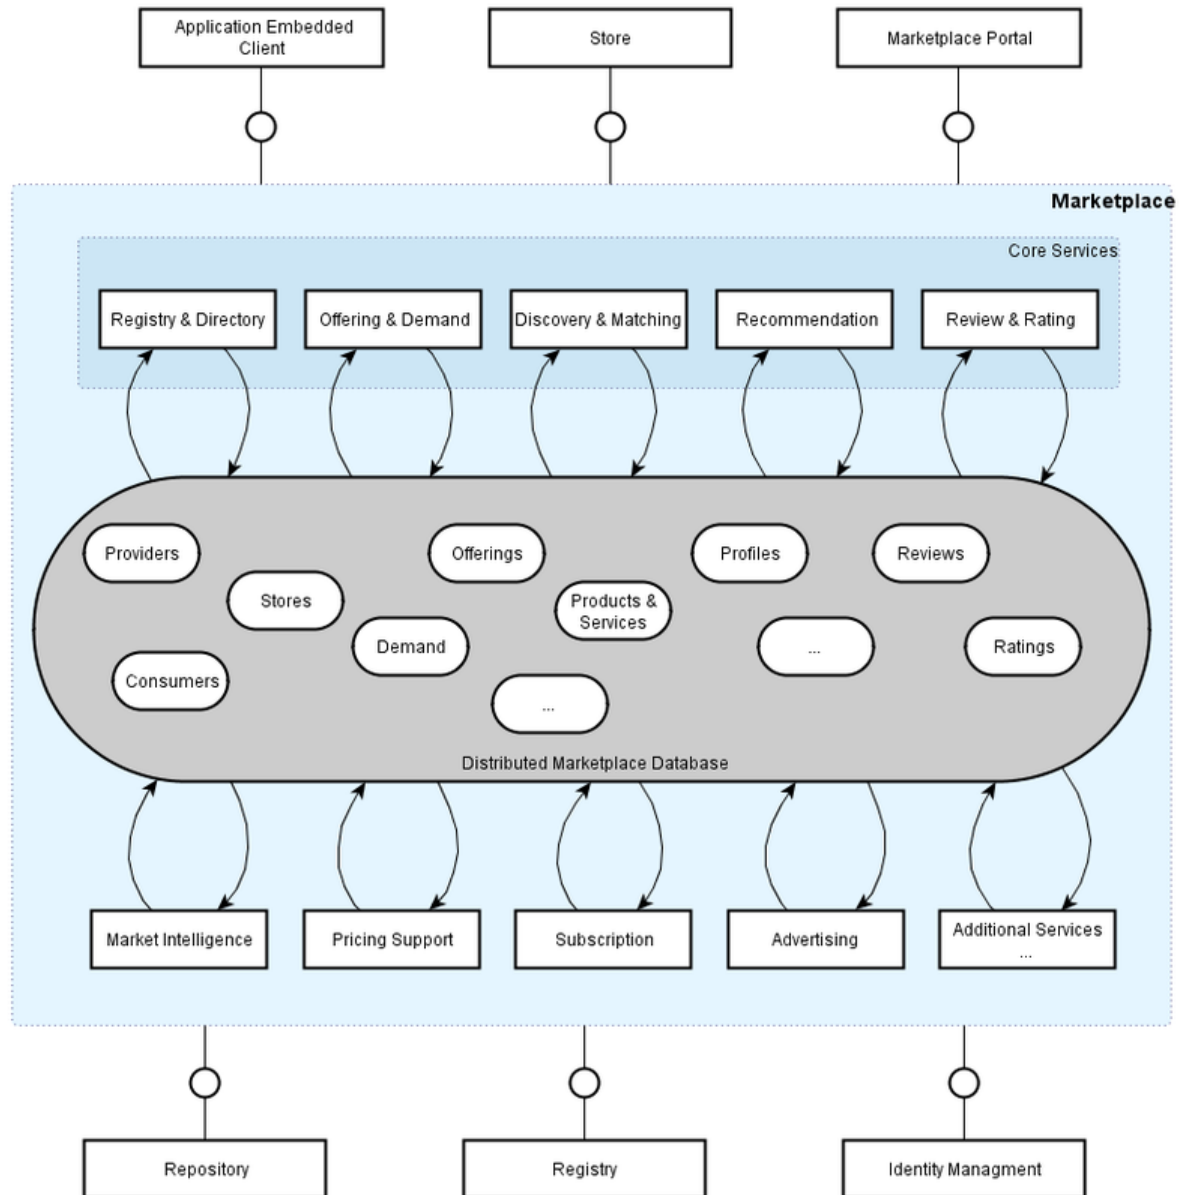 Application Embedded
Client
Store
Marketplace Portal
Marketplace
Core Services
Registry & Directory
Offering & Demand
Discovery & Matching
Recommendation
Review & Rating
Providers
Offerings
Profiles
Reviews
Stores
Products &
Services
Demand
...
Ratings
Consumers
...
Distributed Marketplace Database
Market Intelligence
Pricing Support
Subscription
Advertising
Additional Services
...
Repository
Registry
Identity Managment